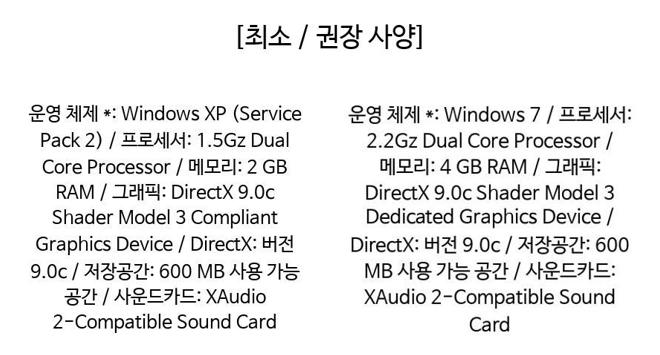 [최소 / 권장 사양]
운영 체제 *: Windows XP (Service
Pack 2) / 프로세서: 1.5Gz Dual
Core Processor / 메모리: 2 GB
RAM / 그래픽: DirectX 9.0c
Shader Model 3 Compliant
Graphics Device / DirectX: 버전
9.0c / 저장공간: 600 MB 사용 가능
공간 / 사운드카드: XAudio
2-Compatible Sound Card
운영 체제 *: Windows 7 / 프로세서:
2.2Gz Dual Core Processor /
메모리: 4 GB RAM / 그래픽:
DirectX 9.0c Shader Model 3
Dedicated Graphics Device /
DirectX: 버전 9.0c / 저장공간: 600
MB 사용 가능 공간 / 사운드카드:
XAudio 2-Compatible Sound
Card